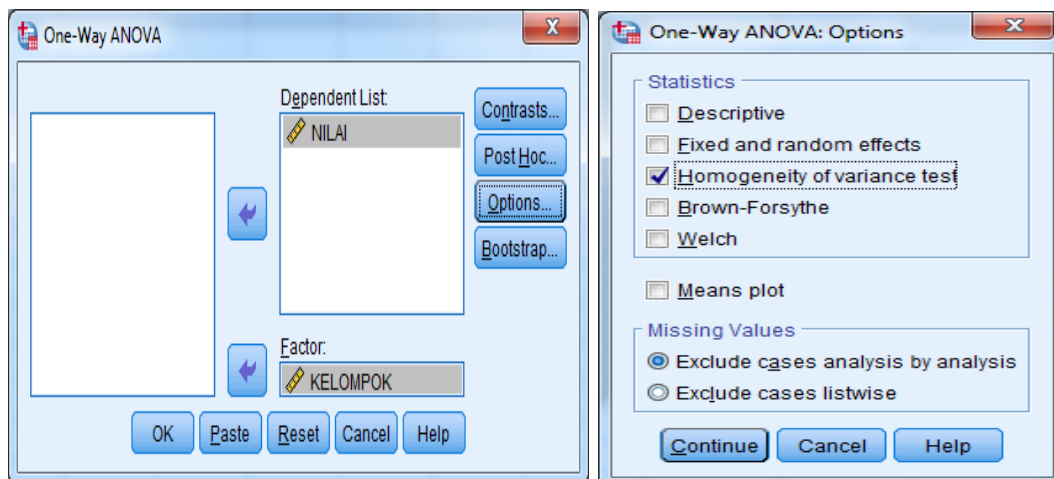 One-Way ANOVA
X
Dependent List:
NILAI
Contrasts...
Post Hoc...
Options...
Bootstrap...
Factor:
KELOMPOK
OK Paste Reset Cancel Help
One-Way ANOVA: Options
X
Statistics
Descriptive
Fixed and random effects
Homogeneity of variance test
Brown-Forsythe
Welch
Means plot
Missing Values
Exclude cases analysis by analysis
Exclude cases listwise
Continue Cancel Help